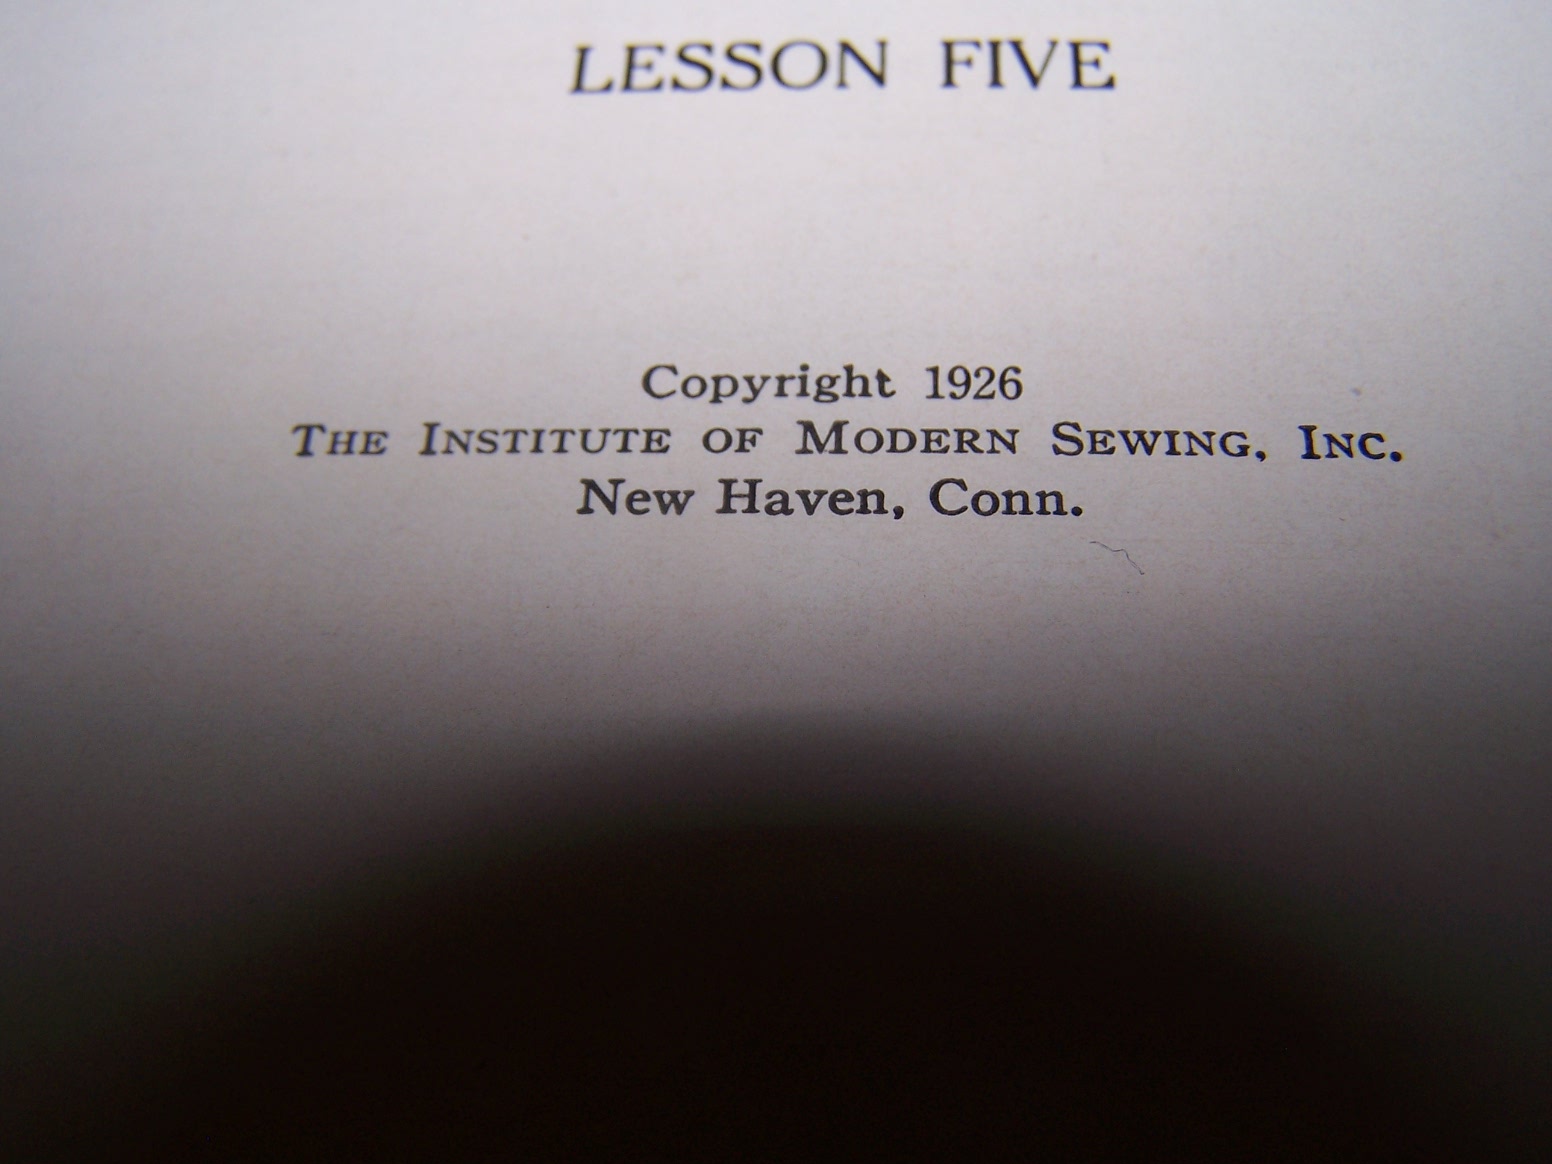 LESSON FIVE
Copyright 1926
THE INSTITUTE OF MODERN SEWING, INC.
New Haven, Conn.